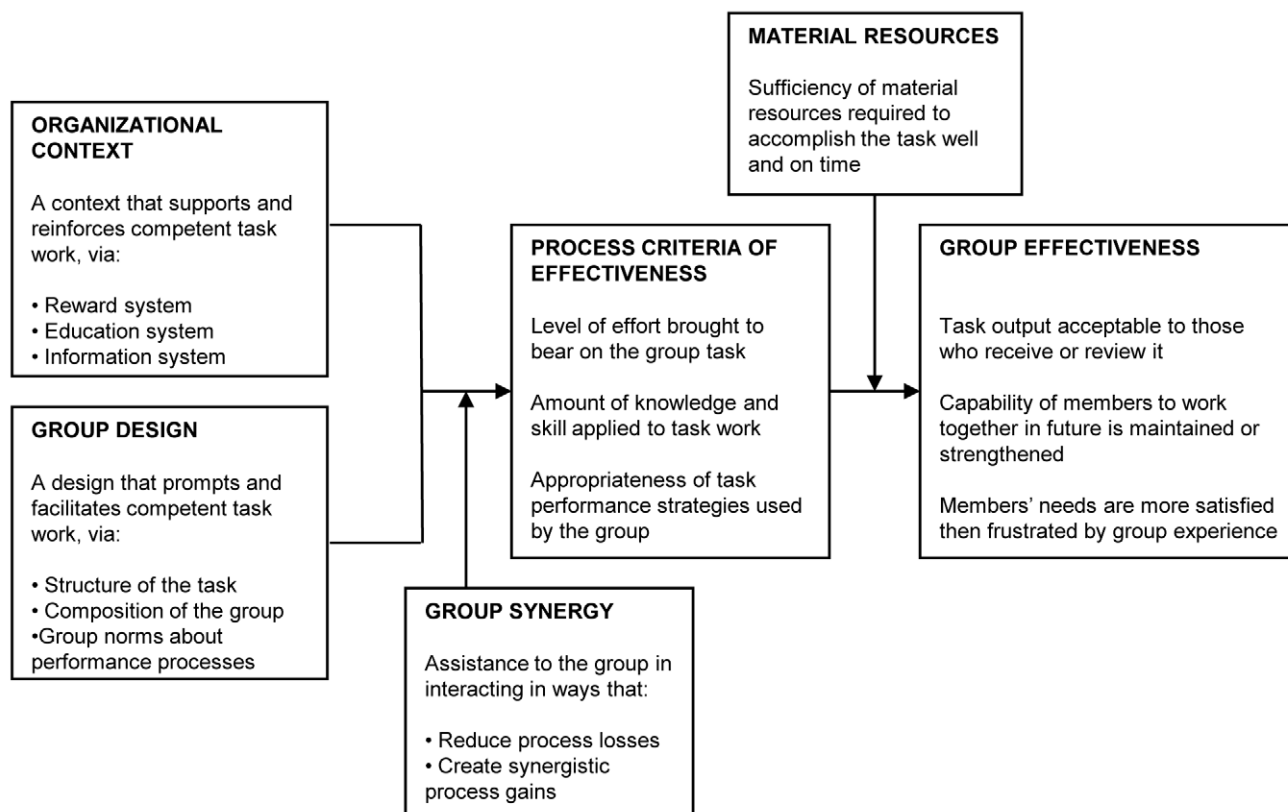 ORGANIZATIONAL
CONTEXT
A context that supports and
reinforces competent task
work, via:
• Reward system
• Education system
• Information system
GROUP DESIGN
A design that prompts and
facilitates competent task
work, via:
• Structure of the task
• Composition of the group
•Group norms about
performance processes
GROUP SYNERGY
Assistance to the group in
interacting in ways that:
• Reduce process losses
• Create synergistic
process gains
PROCESS CRITERIA OF
EFFECTIVENESS
Level of effort brought to
bear on the group task
Amount of knowledge and
skill applied to task work
Appropriateness of task
performance strategies used
by the group
MATERIAL RESOURCES
Sufficiency of material
resources required to
accomplish the task well
and on time
GROUP EFFECTIVENESS
Task output acceptable to those
who receive or review it
Capability of members to work
together in future is maintained or
strengthened
Members’ needs are more satisfied
then frustrated by group experience